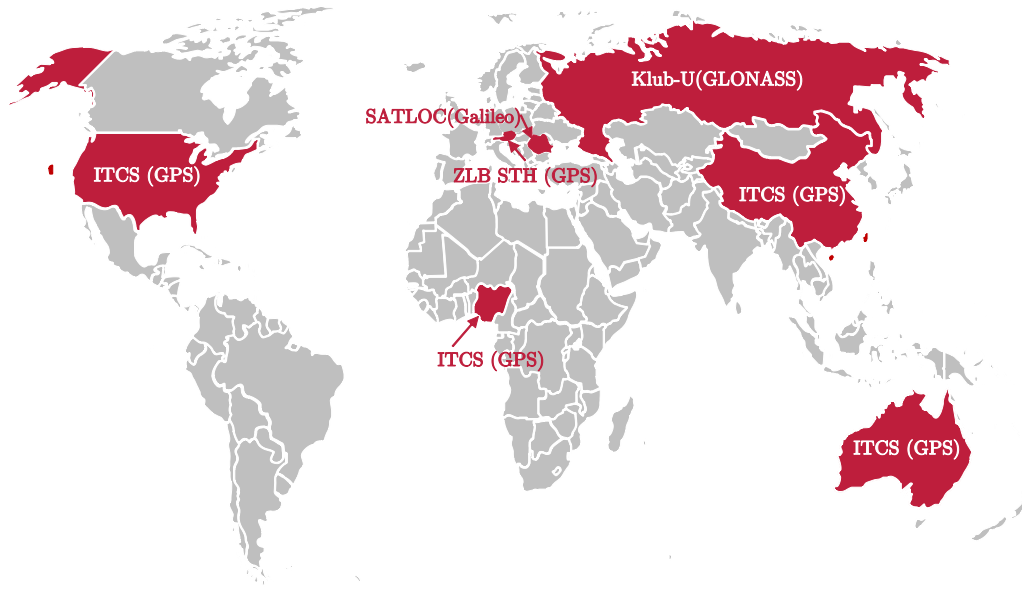 Klub-U(GLONASS)
SATLOC(Galileo)
ITCS (GPS)
ZLB STH (GPS)
ITCS (GPS)
ITCS (GPS)
ITCS (GPS)